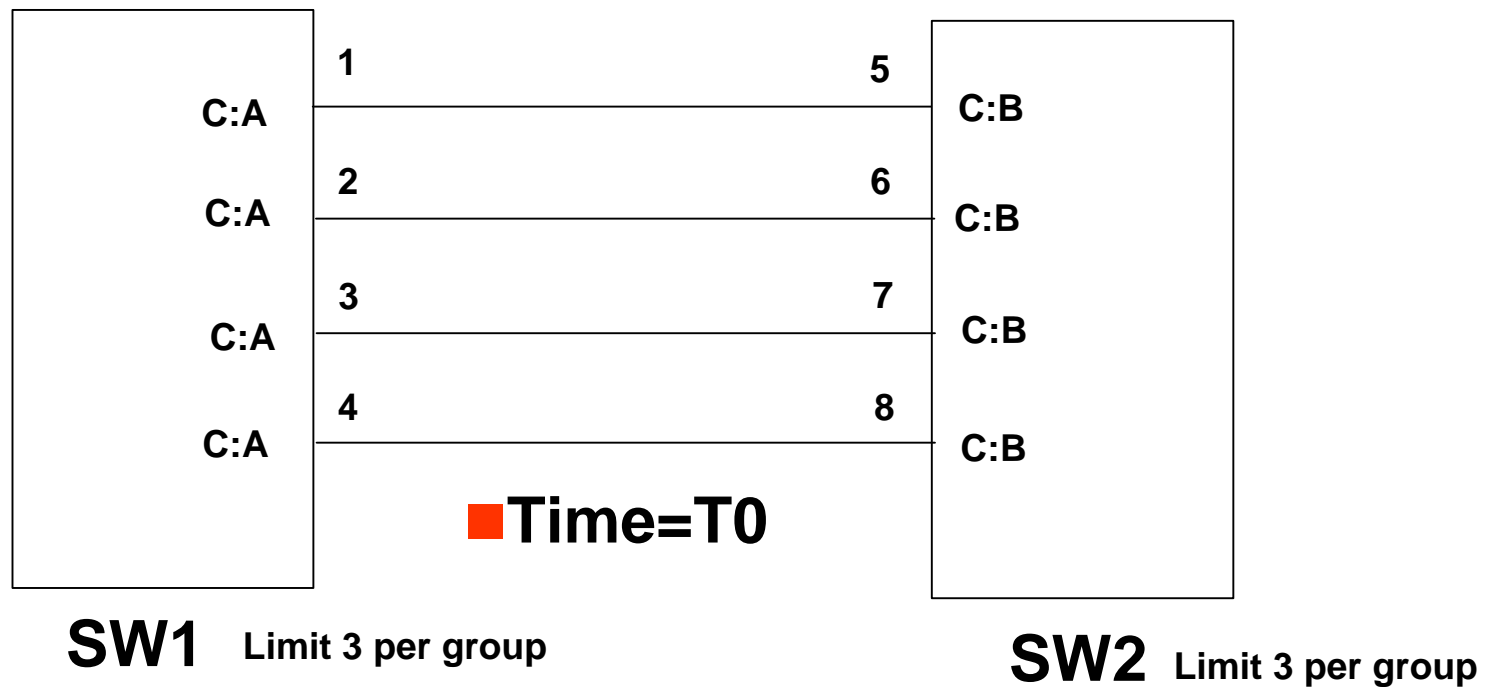 1
5
C:A
C:B
2
6
C:A
C:B
3
7
C:A
C:B
4
8
C:A
C:B
Time=T0
SW1 Limit 3 per group
SW2 Limit 3 per group